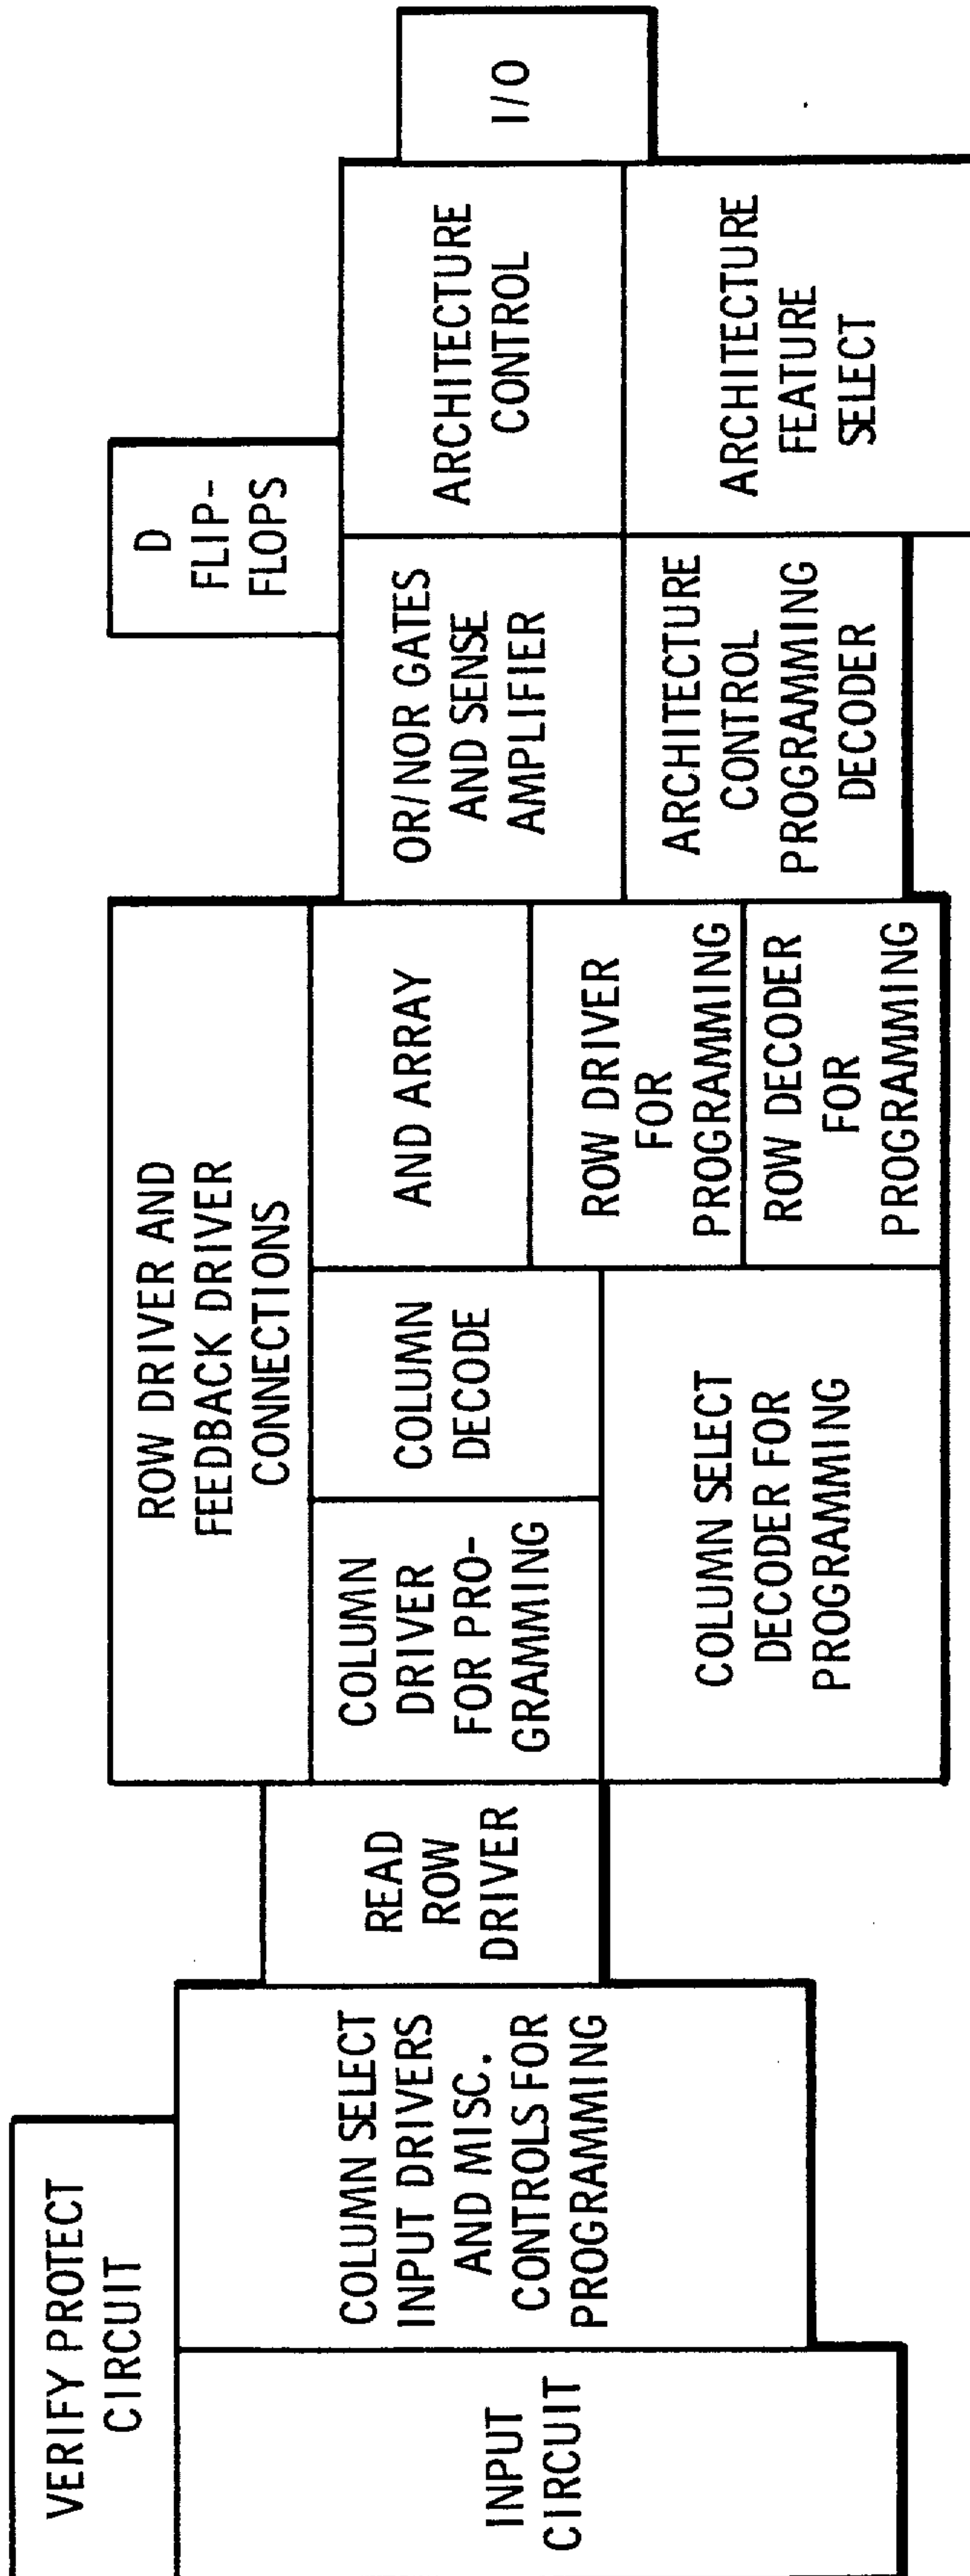 VERIFY PROTECT
CIRCUIT
INPUT
CIRCUIT
COLUMN SELECT
INPUT DRIVERS
AND MISC.
CONTROLS FOR
PROGRAMMING
READ
ROW
DRIVER
ROW DRIVER AND
FEEDBACK DRIVER
CONNECTIONS
COLUMN
DRIVER
FOR PRO-
GRAMMING
COLUMN
DECODE
COLUMN SELECT
DECODER FOR
PROGRAMMING
AND ARRAY
ROW DRIVER
FOR
PROGRAMMING
ROW DECODER
FOR
PROGRAMMING
D
FLIP-
FLOPS
OR/NOR GATES
AND SENSE
AMPLIFIER
ARCHITECTURE
CONTROL
PROGRAMMING
DECODER
ARCHITECTURE
CONTROL
ARCHITECTURE
FEATURE
SELECT
I/O